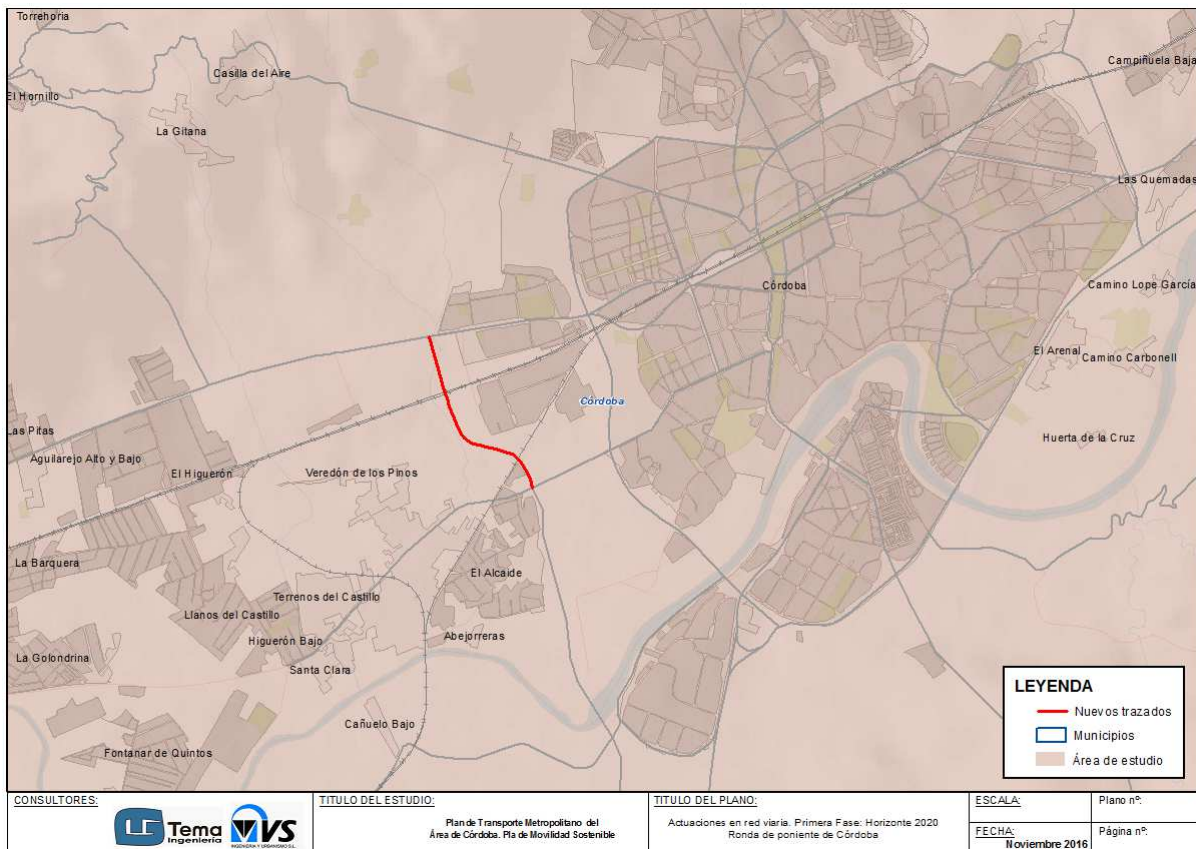 Torrehoria
Casilla del Aire
El Hornillo
La Gitana
Campiñuela Baja
Las Quemadas
Córdoba
Camino Lope García
El Arenal
Camino Carbonell
Córdoba
Las Pitas
Aguilarejo Alto y Bajo
El Higuerón
Veredón de los Pinos
Huerta de la Cruz
La Barquera
El Alcaide
Terrenos del Castillo
Llanos del Castillo
Higuerón Bajo
Abejorreras
La Golondrina
Santa Clara
Cañuelo Bajo
Fontanar de Quintos
LEYENDA
Nuevos trazados
Municipios
Área de estudio
CONSULTORES:
Tema
Ingeniería
VS
INGENIERIA Y URBANISMO S.L.
TITULO DEL ESTUDIO:
Plan de Transporte Metropolitano del
Área de Córdoba. Pla de Movilidad Sostenible
TITULO DEL PLANO:
Actuaciones en red viaria. Primera Fase: Horizonte 2020
Ronda de poniente de Córdoba
ESCALA:
FECHA:
Noviembre 2016
Plano nº:
Página nº: